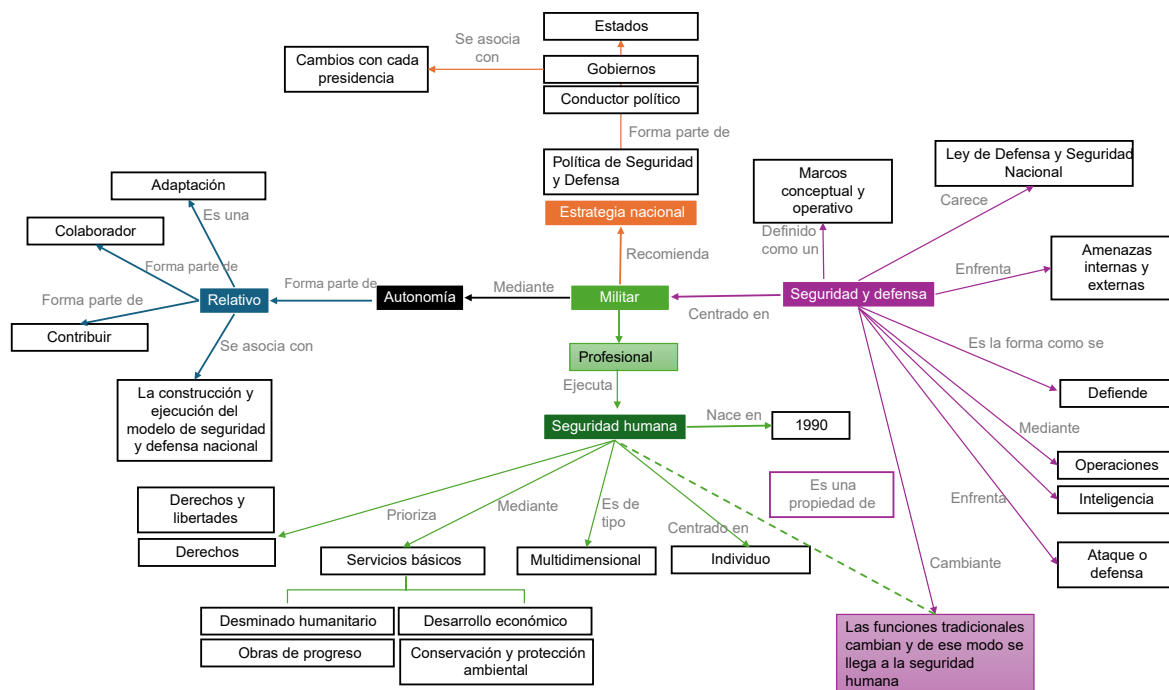 Estados
Se asocia
con
Cambios con cada
presidencia
Gobiernos
Conductor político
Forma parte de
Política de Seguridad
y Defensa
Estrategia nacional
Recomienda
Marcos
conceptual y
operativo
Definido
como un
Ley de Defensa y Seguridad
Nacional
Carece
Amenazas
internas y
externas
Enfrenta
Adaptación
Es una
Colaborador
Forma parte de
Forma parte de
Contribuir
Relativo
Forma parte de
Autonomía
Mediante
Militar
Centrado en
Seguridad y defensa
Se asocia con
La construcción y
ejecución del
modelo de seguridad
y defensa nacional
Profesional
Ejecuta
Seguridad humana
Nace en
1990
Es la forma como se
Defiende
Mediante
Operaciones
Inteligencia
Enfrenta
Ataque o
defensa
Es una
propiedad de
Cambiante
Derechos y
libertades
Derechos
Prioriza
Mediante
Es de
tipo
Centrado en
Servicios básicos
Multidimensional
Individuo
Desminado humanitario
Desarrollo económico
Obras de progreso
Conservación y protección
ambiental
Las funciones tradicionales
cambian y de ese modo se
llega a la seguridad
humana